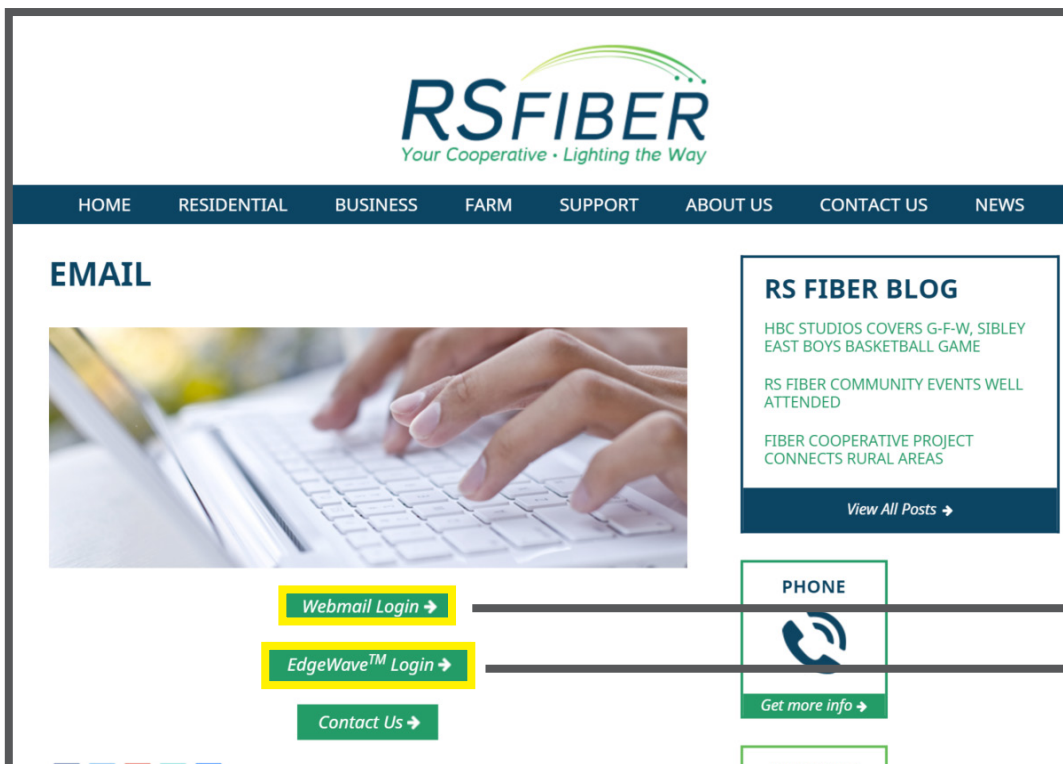 RSFIBER
Your Cooperative • Lighting the Way
HOME RESIDENTIAL BUSINESS FARM SUPPORT ABOUT US CONTACT US NEWS
EMAIL
RS FIBER BLOG
HBC STUDIOS COVERS G-F-W, SIBLEY
EAST BOYS BASKETBALL GAME
RS FIBER COMMUNITY EVENTS WELL
ATTENDED
FIBER COOPERATIVE PROJECT
CONNECTS RURAL AREAS
View All Posts →
Webmail Login →
EdgeWave™ Login →
Contact Us →
PHONE
Get more info →